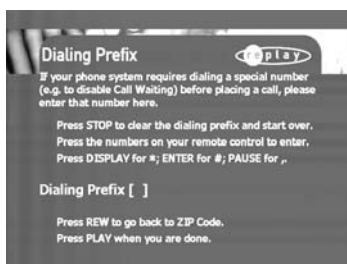 Dialing Prefix
replay
If your phone system requires dialing a special number
(e.g. to disable Call Waiting) before placing a call, please
enter that number here.
Press STOP to clear the dialing prefix and start over.
Press the numbers on your remote control to enter.
Press DISPLAY for *; ENTER for #; PAUSE for ,.
Dialing Prefix [ ]
Press REW to go back to ZIP Code.
Press PLAY when you are done.